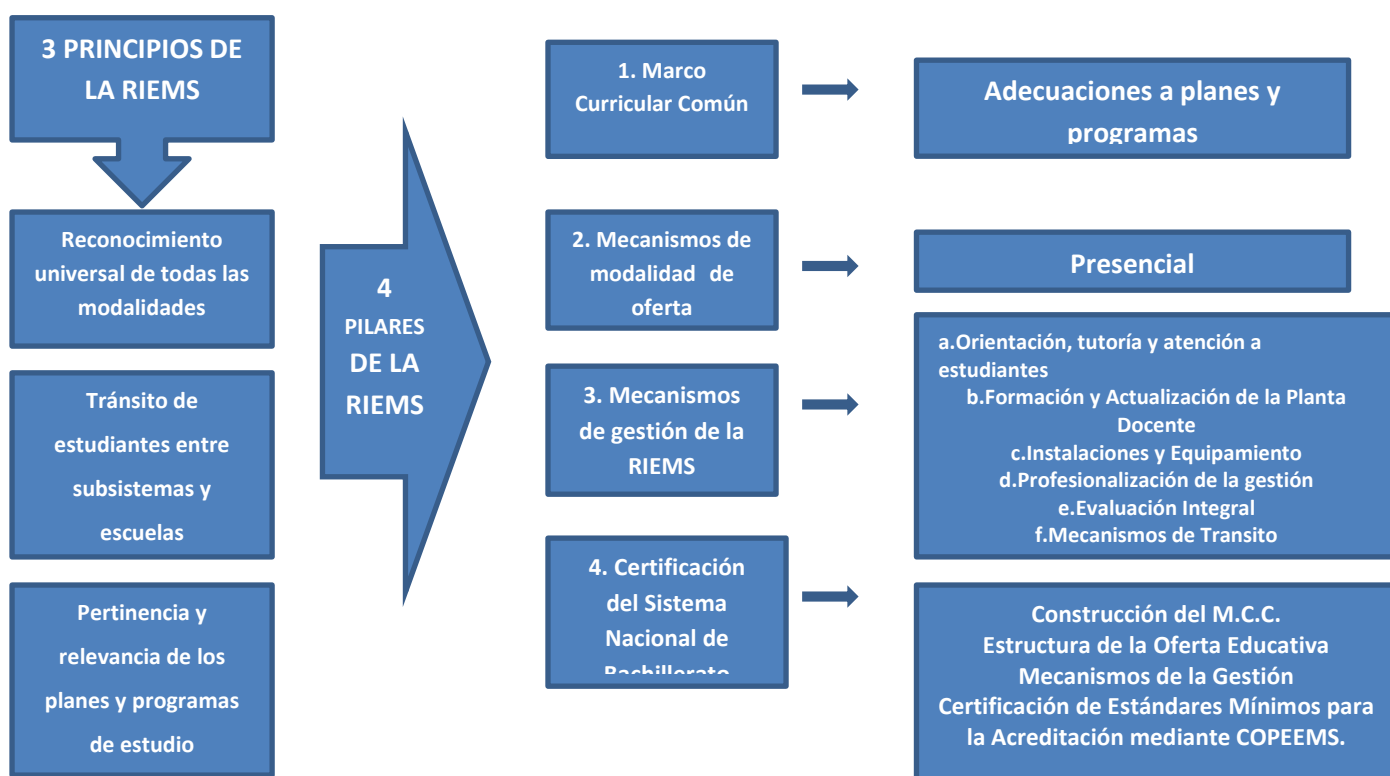 3 PRINCIPIOS DE
LA RIEMS
Reconocimiento
universal de todas las
modalidades
Tránsito de
estudiantes entre
subsistemas y
escuelas
Pertinencia y
relevancia de los
planes y programas
de estudio
4
PILARES
DE LA
RIEMS
1. Marco
Curricular Común
2. Mecanismos de
modalidad de
oferta
3. Mecanismos
de gestión de la
RIEMS
4. Certificación
del Sistema
Nacional de
Bachillerato
Adecuaciones a planes y
programas
Presencial
a.Orientación, tutoría y atención a
estudiantes
b.Formación y Actualización de la Planta
Docente
c.Instalaciones y Equipamiento
d.Profesionalización de la gestión
e.Evaluación Integral
f.Mecanismos de Transito
Construcción del M.C.C.
Estructura de la Oferta Educativa
Mecanismos de la Gestión
Certificación de Estándares Mínimos para
la Acreditación mediante COPEEMS.